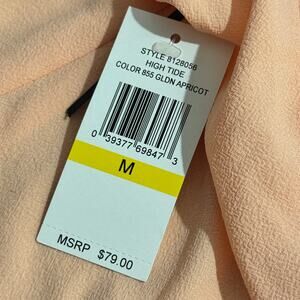 STYLE 8128056
HIGH TIDE
COLOR 855 GLDN APRICOT
0 39377 69847 3
M
MSRP $79.00